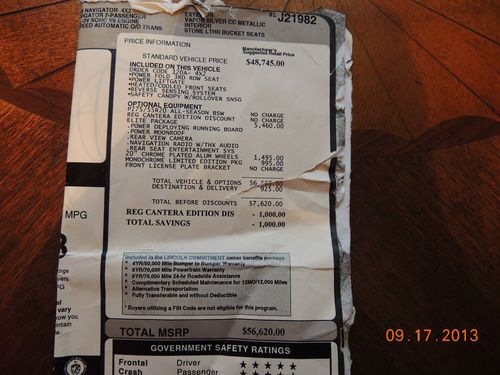 NAVIGATOR 4X2
7-PASSENGER
V8 ENGINE
SPEED AUTOMATIC O/D TRANS
VAPOR SILVER CC METALLIC
INTERIOR
STONE LTHR BUCKET SEATS
J21982
PRICE INFORMATION
Manufacturer's
Suggested Retail Price
STANDARD VEHICLE PRICE $48,745.00
INCLUDED ON THIS VEHICLE
ORDER CODE 120A- 4X2
•POWER FOLD 3RD ROW SEAT
•POWER LIFTGATE
•HEATED/COOLED FRONT SEATS
•REVERSE SENSING SYSTEM
•SAFETY CANOPY W/ROLLOVER SNSG
OPTIONAL EQUIPMENT
P275/55R20 ALL-SEASON BSW NO CHARGE
REG CANTERA EDITION DISCOUNT NO CHARGE
ELITE PACKAGE 5,460.00
.POWER DEPLOYING RUNNING BOARD
.POWER MOONROOF
.REAR VIEW CAMERA
.NAVIGATION RADIO W/THX AUDIO
.REAR SEAT ENTERTAINMENT SYS
20" CHROME PLATED ALUM WHEELS 1,495.00
MONOCHROME LIMITED EDITION PKG 995.00
FRONT LICENSE PLATE BRACKET NO CHARGE
TOTAL VEHICLE & OPTIONS
DESTINATION & DELIVERY 925.00
TOTAL BEFORE DISCOUNTS 57,620.00
REG CANTERA EDITION DIS - 1,000.00
TOTAL SAVINGS - 1,000.00
Included in the LINCOLN COMMITMENT owner benefits package*
* 4YR/50,000 Mile Bumper to Bumper Warranty
* 6YR/70,000 Mile Powertrain Warranty
* 6YR/70,000 Mile 24-hr Roadside Assistance
* Complimentary Scheduled Maintenance for 12MO/12,000 Miles
* Alternative Transportation
* Fully Transferable and without Deductible
* Buyers utilizing a FIN Code are not eligible for this program.
TOTAL MSRP $56,620.00
GOVERNMENT SAFETY RATINGS
Frontal Driver ★★★★★
Crash Passenger ★★★★★
MPG
09.17.2013